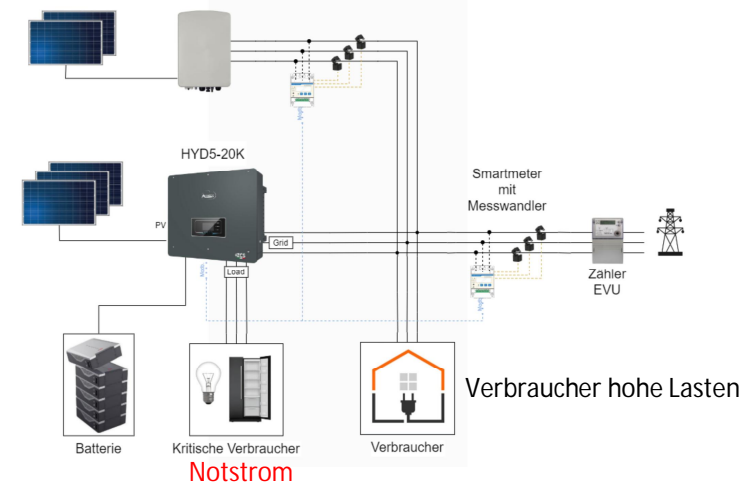 HYD5-20K
Smartmeter
mit
Messwandler
PV
Grid
Load
Zahler
EVU
Verbraucher hohe Lasten
Batterie
Kritische Verbraucher
Verbraucher
Notstrom